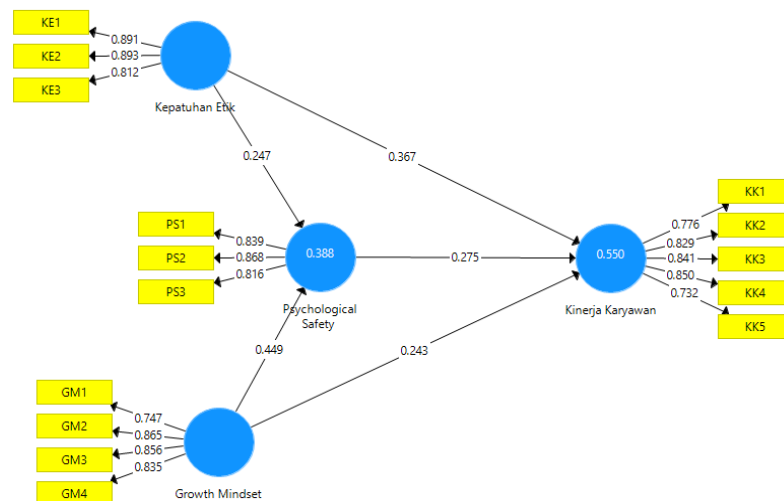 KE1
0.891
KE2
0.893
KE3
0.812
Kepatuhan Etik
0.247
0.367
PS1
0.839
PS2
0.868
PS3
0.816
0.388
Psychological
Safety
0.275
0.550
Kinerja Karyawan
KK1
0.776
KK2
0.829
KK3
0.841
KK4
0.850
KK5
0.732
0.449
0.243
GM1
0.747
GM2
0.865
GM3
0.856
GM4
0.835
Growth Mindset